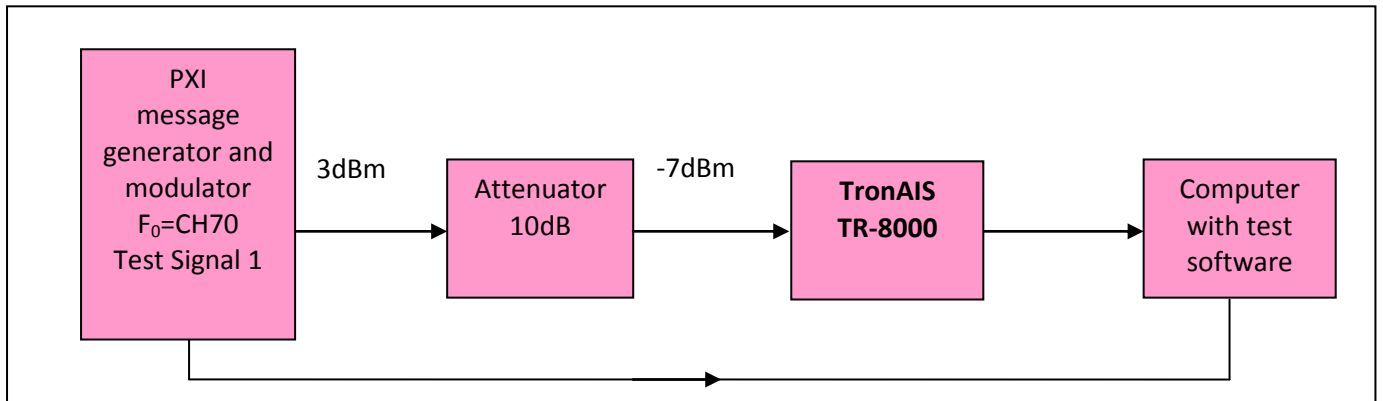 PXI
message
generator and
modulator
F₀=CH70
Test Signal 1
3dBm
Attenuator
10dB
-7dBm
TronAIS
TR-8000
Computer
with test
software